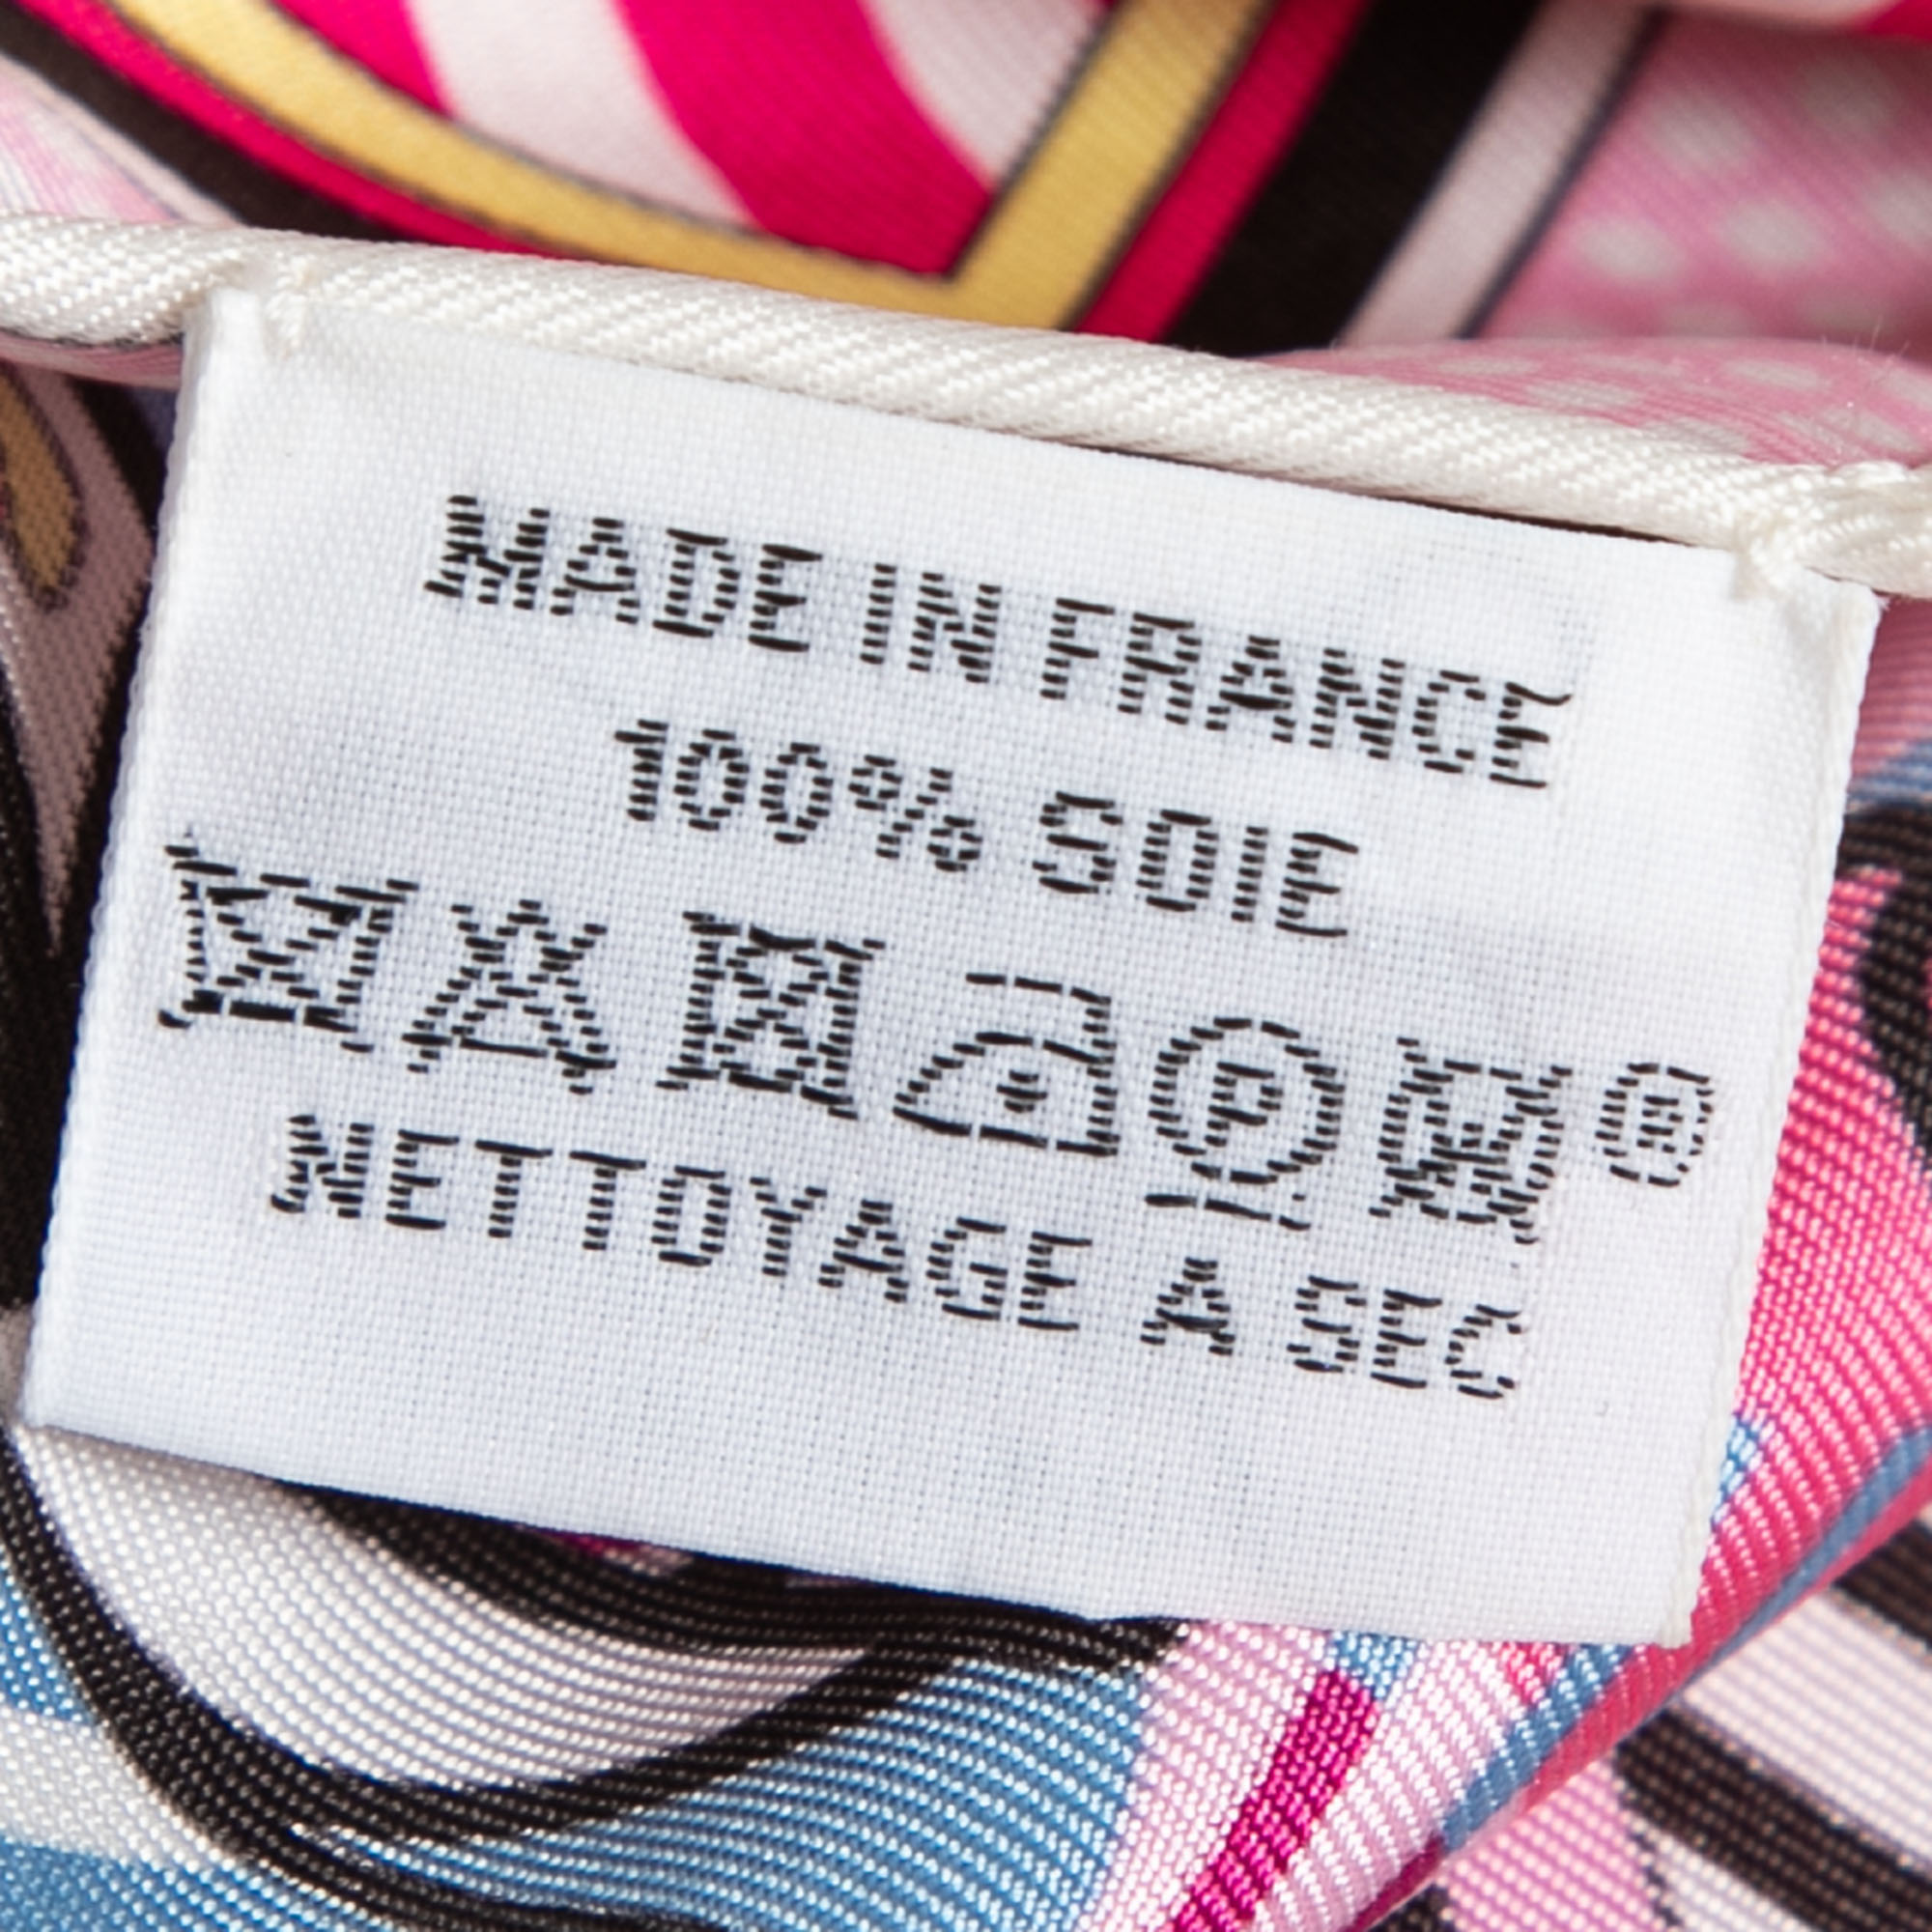 MADE IN FRANCE
100% SOIE
P ®
NETTOYAGE A SEC